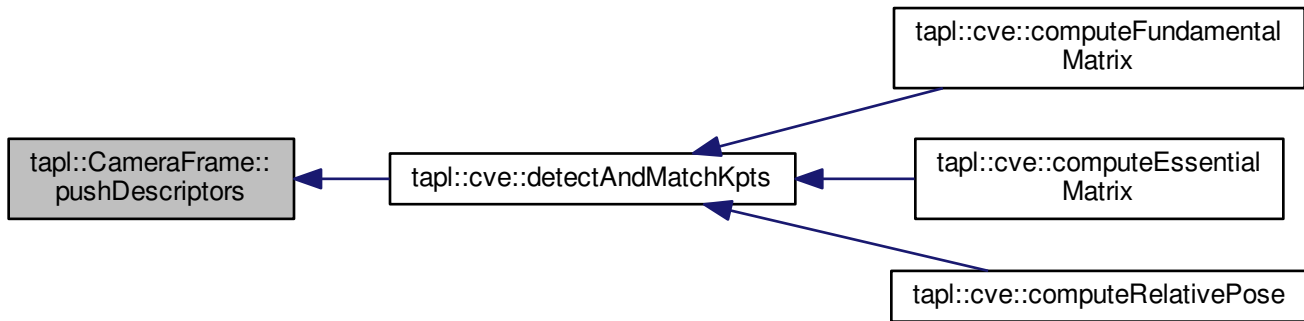 tapl::CameraFrame::
pushDescriptors
tapl::cve::detectAndMatchKpts
tapl::cve::computeFundamental
Matrix
tapl::cve::computeEssential
Matrix
tapl::cve::computeRelativePose